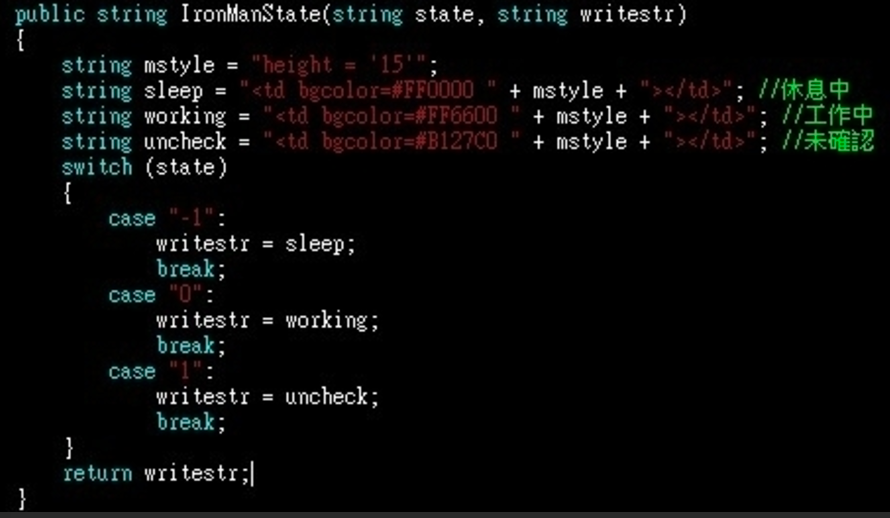 public string IronManState(string state, string writestr)
{
    string mstyle = "height = '15'";
    string sleep = "<td bgcolor=#FF0000 " + mstyle + "></td>"; //休息中
    string working = "<td bgcolor=#FF6600 " + mstyle + "></td>"; //工作中
    string uncheck = "<td bgcolor=#B127C0 " + mstyle + "></td>"; //未確認
    switch (state)
    {
        case "-1":
            writestr = sleep;
            break;
        case "0":
            writestr = working;
            break;
        case "1":
            writestr = uncheck;
            break;
    }
    return writestr;
}